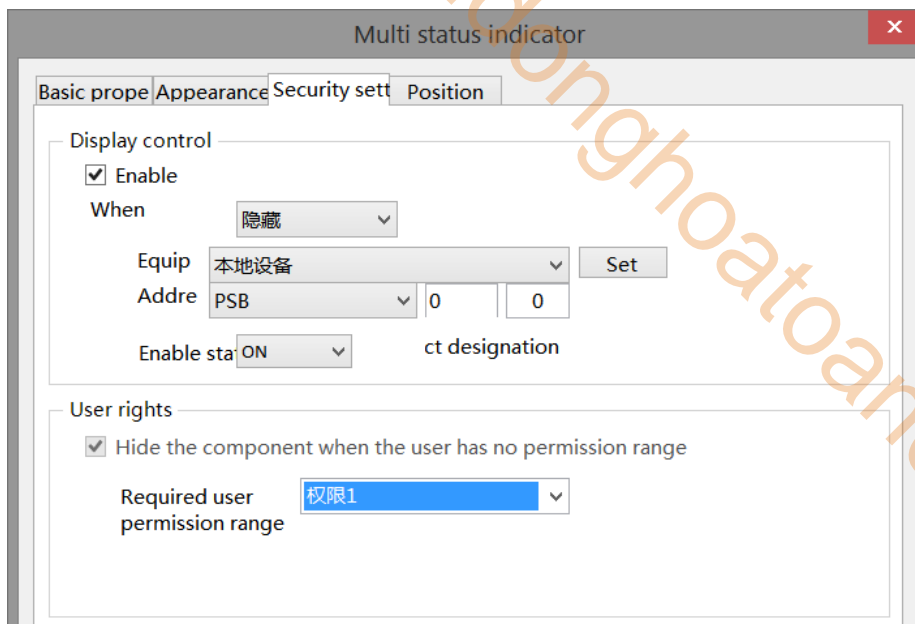 Multi status indicator
Basic prope Appearance Security sett Position
Display control
Enable
When 隐藏
Equip 本地设备 Set
Addre PSB 0 0
Enable sta ON ct designation
User rights
Hide the component when the user has no permission range
Required user 权限1
permission range